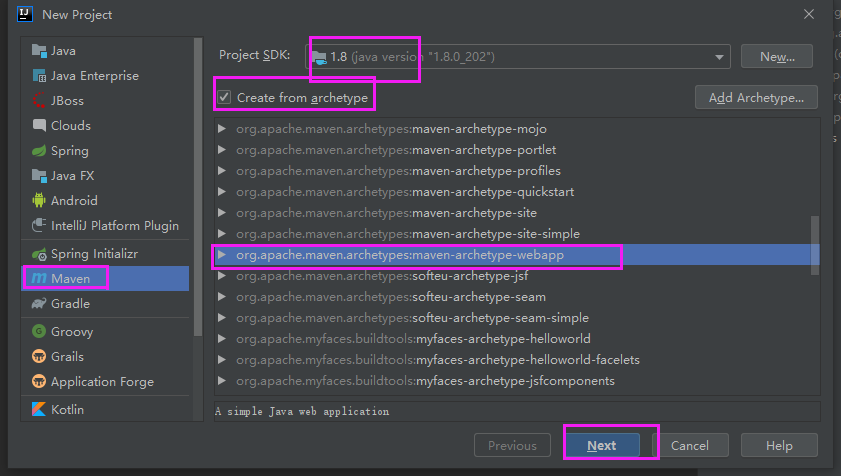 New Project
Java
Java Enterprise
JBoss
Clouds
Spring
Java FX
Android
IntelliJ Platform Plugin
Spring Initializr
Maven
Gradle
Groovy
Grails
Application Forge
Kotlin
Project SDK: 1.8 (java version "1.8.0_202") New...
Create from archetype Add Archetype...
org.apache.maven.archetypes:maven-archetype-mojo
org.apache.maven.archetypes:maven-archetype-portlet
org.apache.maven.archetypes:maven-archetype-profiles
org.apache.maven.archetypes:maven-archetype-quickstart
org.apache.maven.archetypes:maven-archetype-site
org.apache.maven.archetypes:maven-archetype-site-simple
org.apache.maven.archetypes:maven-archetype-webapp
org.apache.maven.archetypes:softeu-archetype-jsf
org.apache.maven.archetypes:softeu-archetype-seam
org.apache.maven.archetypes:softeu-archetype-seam-simple
org.apache.myfaces.buildtools:myfaces-archetype-helloworld
org.apache.myfaces.buildtools:myfaces-archetype-helloworld-facelets
org.apache.myfaces.buildtools:myfaces-archetype-jsfcomponents
A simple Java web application
Previous Next Cancel Help